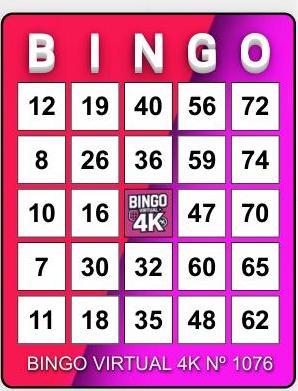 B I N G O
12 19 40 56 72
8 26 36 59 74
10 16 BINGO VIRTUAL 4K 47 70
7 30 32 60 65
11 18 35 48 62
BINGO VIRTUAL 4K Nº 1076